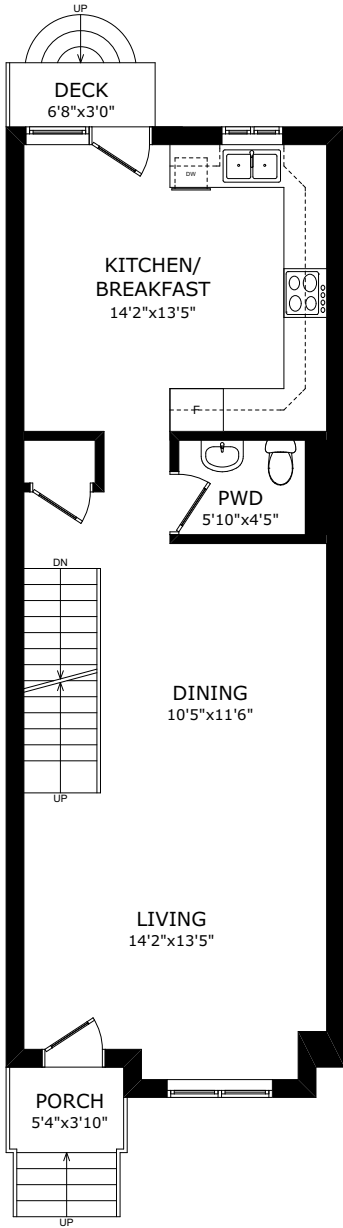 UP
DECK
6'8"x3'0"
DW
KITCHEN/
BREAKFAST
14'2"x13'5"
F
PWD
5'10"x4'5"
DN
DINING
10'5"x11'6"
UP
LIVING
14'2"x13'5"
PORCH
5'4"x3'10"
UP